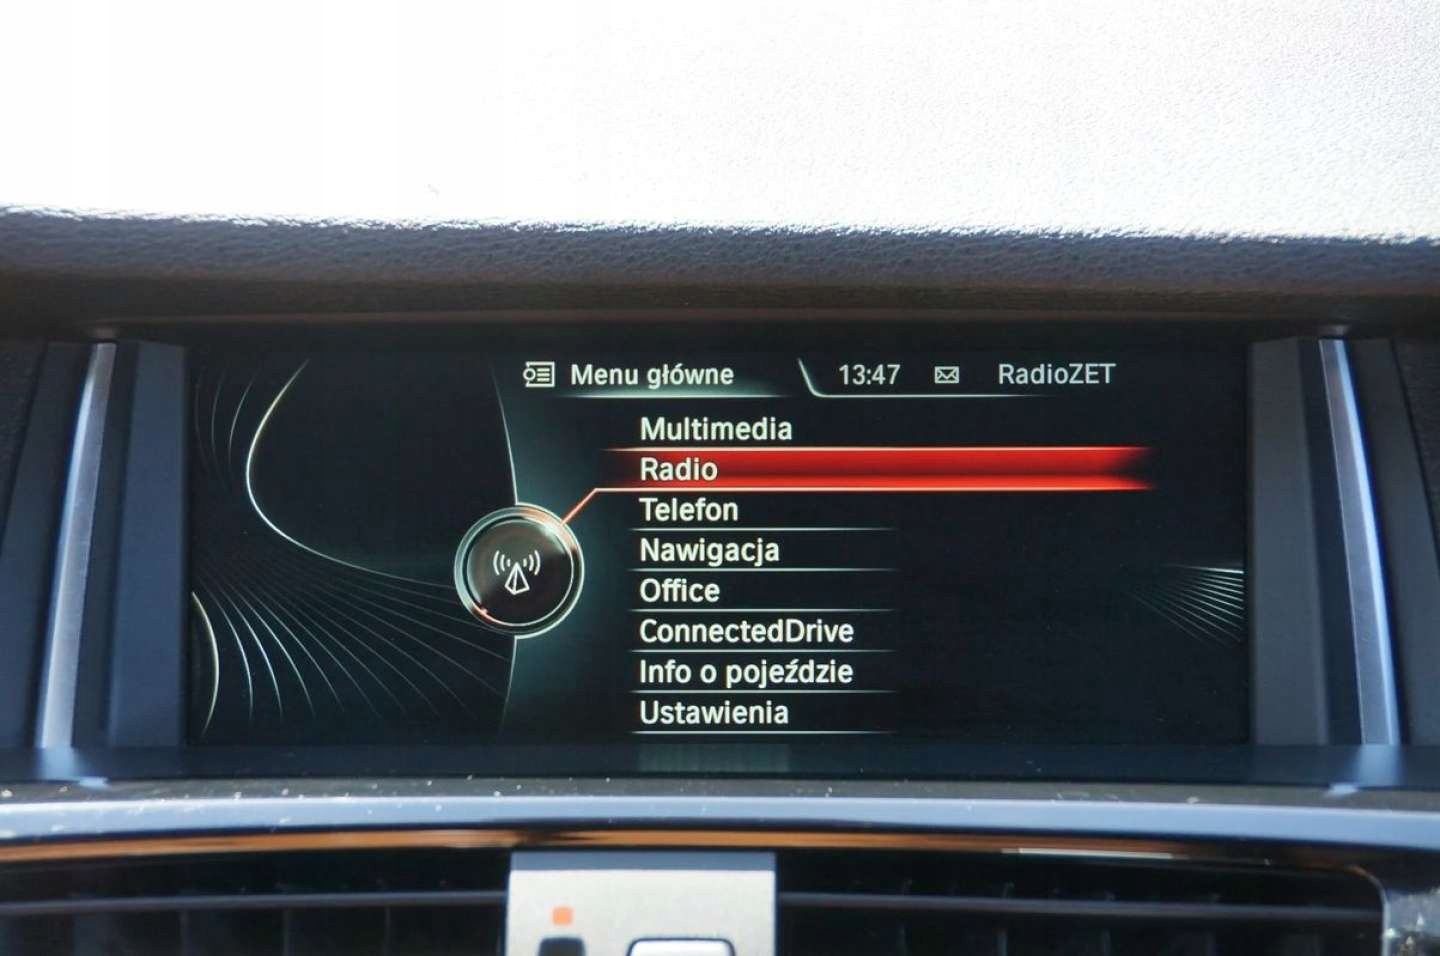 Menu główne 13:47 RadioZET
Multimedia
Radio
Telefon
Nawigacja
Office
ConnectedDrive
Info o pojeździe
Ustawienia